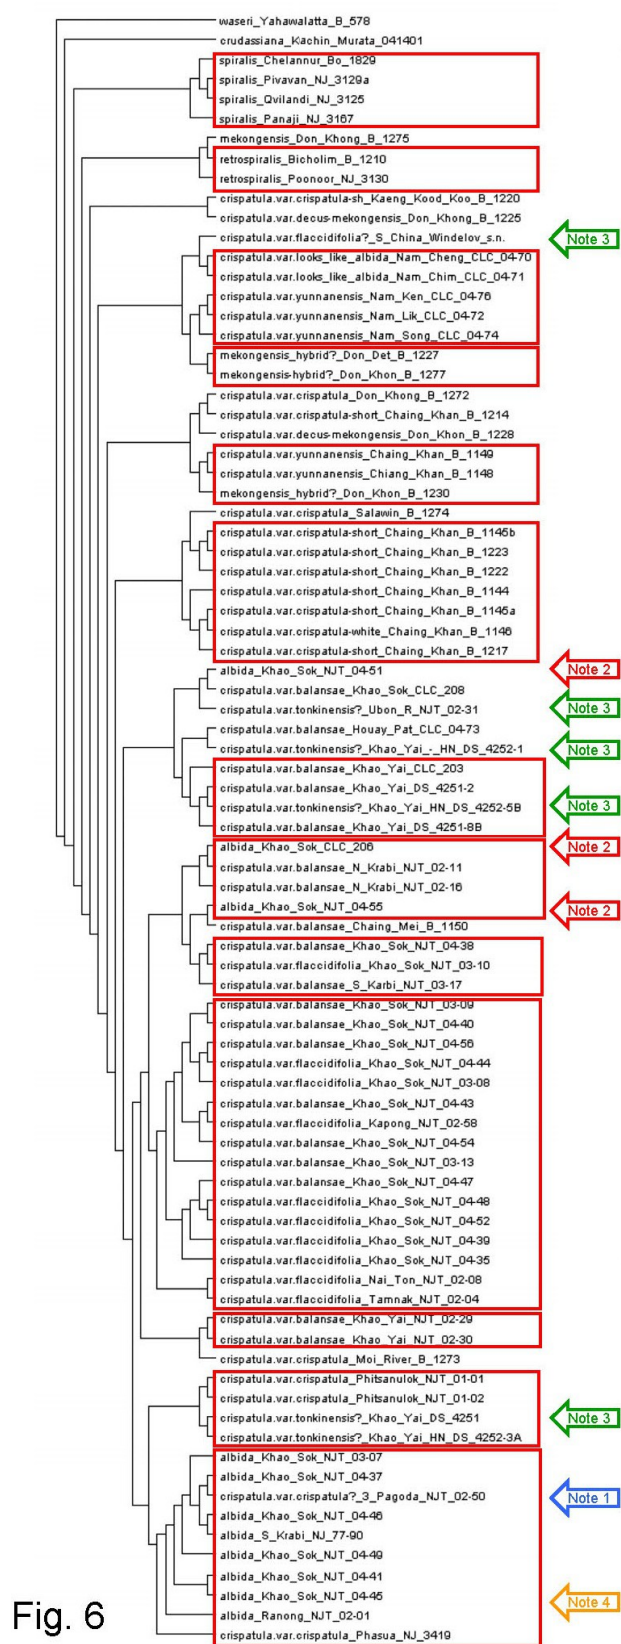 waseri_Yahawalatta_B_578
crudassiana_Kachin_Murata_041401
spiralis_Chelannur_Bo_1829
spiralis_Pivavan_NJ_3129a
spiralis_Qvilandi_NJ_3125
spiralis_Panaji_NJ_3167
mekongensis_Don_Khong_B_1275
retrospiralis_Bicholim_B_1210
retrospiralis_Poonoor_NJ_3130
crispatula.var.crispatula-sh_Kaeng_Kood_Koo_B_1220
crispatula.var.decus-mekongensis_Don_Khong_B_1225
crispatula.var.flaccidifolia?_S_China_Windelov_s.n.
Note 3
crispatula.var.looks_like_albida_Nam_Cheng_CLC_04-70
crispatula.var.looks_like_albida_Nam_Chim_CLC_04-71
crispatula.var.yunnanensis_Nam_Ken_CLC_04-76
crispatula.var.yunnanensis_Nam_Lik_CLC_04-72
crispatula.var.yunnanensis_Nam_Song_CLC_04-74
mekongensis_hybrid?_Don_Det_B_1227
mekongensis-hybrid?_Don_Khon_B_1277
crispatula.var.crispatula_Don_Khong_B_1272
crispatula.var.crispatula-short_Chaing_Khan_B_1214
crispatula.var.decus-mekongensis_Don_Khon_B_1228
crispatula.var.yunnanensis_Chaing_Khan_B_1149
crispatula.var.yunnanensis_Chiang_Khan_B_1148
mekongensis_hybrid?_Don_Khon_B_1230
crispatula.var.crispatula_Salawin_B_1274
crispatula.var.crispatula-short_Chaing_Khan_B_1145b
crispatula.var.crispatula-short_Chaing_Khan_B_1223
crispatula.var.crispatula-short_Chaing_Khan_B_1222
crispatula.var.crispatula-short_Chaing_Khan_B_1144
crispatula.var.crispatula-short_Chaing_Khan_B_1145a
crispatula.var.crispatula-white_Chaing_Khan_B_1146
crispatula.var.crispatula-short_Chaing_Khan_B_1217
albida_Khao_Sok_NJT_04-51
Note 2
crispatula.var.balansae_Khao_Sok_CLC_208
crispatula.var.tonkinensis?_Ubon_R_NJT_02-31
Note 3
crispatula.var.balansae_Houay_Pat_CLC_04-73
crispatula.var.tonkinensis?_Khao_Yai_-_HN_DS_4252-1
Note 3
crispatula.var.balansae_Khao_Yai_CLC_203
crispatula.var.balansae_Khao_Yai_DS_4251-2
crispatula.var.tonkinensis?_Khao_Yai_HN_DS_4252-5B
Note 3
crispatula.var.balansae_Khao_Yai_DS_4251-8B
albida_Khao_Sok_CLC_206
Note 2
crispatula.var.balansae_N_Krabi_NJT_02-11
crispatula.var.balansae_N_Krabi_NJT_02-16
albida_Khao_Sok_NJT_04-55
Note 2
crispatula.var.balansae_Chaing_Mei_B_1150
crispatula.var.balansae_Khao_Sok_NJT_04-38
crispatula.var.flaccidifolia_Khao_Sok_NJT_03-10
crispatula.var.balansae_S_Karbi_NJT_03-17
crispatula.var.balansae_Khao_Sok_NJT_03-09
crispatula.var.balansae_Khao_Sok_NJT_04-40
crispatula.var.balansae_Khao_Sok_NJT_04-56
crispatula.var.flaccidifolia_Khao_Sok_NJT_04-44
crispatula.var.flaccidifolia_Khao_Sok_NJT_03-08
crispatula.var.balansae_Khao_Sok_NJT_04-43
crispatula.var.flaccidifolia_Kapong_NJT_02-58
crispatula.var.balansae_Khao_Sok_NJT_04-54
crispatula.var.balansae_Khao_Sok_NJT_03-13
crispatula.var.balansae_Khao_Sok_NJT_04-47
crispatula.var.flaccidifolia_Khao_Sok_NJT_04-48
crispatula.var.flaccidifolia_Khao_Sok_NJT_04-52
crispatula.var.flaccidifolia_Khao_Sok_NJT_04-39
crispatula.var.flaccidifolia_Khao_Sok_NJT_04-35
crispatula.var.flaccidifolia_Nai_Ton_NJT_02-08
crispatula.var.flaccidifolia_Tamnak_NJT_02-04
crispatula.var.balansae_Khao_Yai_NJT_02-29
crispatula.var.balansae_Khao_Yai_NJT_02-30
crispatula.var.crispatula_Moi_River_B_1273
crispatula.var.crispatula_Phitsanulok_NJT_01-01
crispatula.var.crispatula_Phitsanulok_NJT_01-02
crispatula.var.tonkinensis?_Khao_Yai_DS_4251
Note 3
crispatula.var.tonkinensis?_Khao_Yai_HN_DS_4252-3A
albida_Khao_Sok_NJT_03-07
albida_Khao_Sok_NJT_04-37
crispatula.var.crispatula?_3_Pagoda_NJT_02-50
Note 1
albida_Khao_Sok_NJT_04-46
albida_S_Krabi_NJ_77-90
albida_Khao_Sok_NJT_04-49
albida_Khao_Sok_NJT_04-41
albida_Khao_Sok_NJT_04-45
Note 4
albida_Ranong_NJT_02-01
crispatula.var.crispatula_Phasua_NJ_3419
Fig. 6